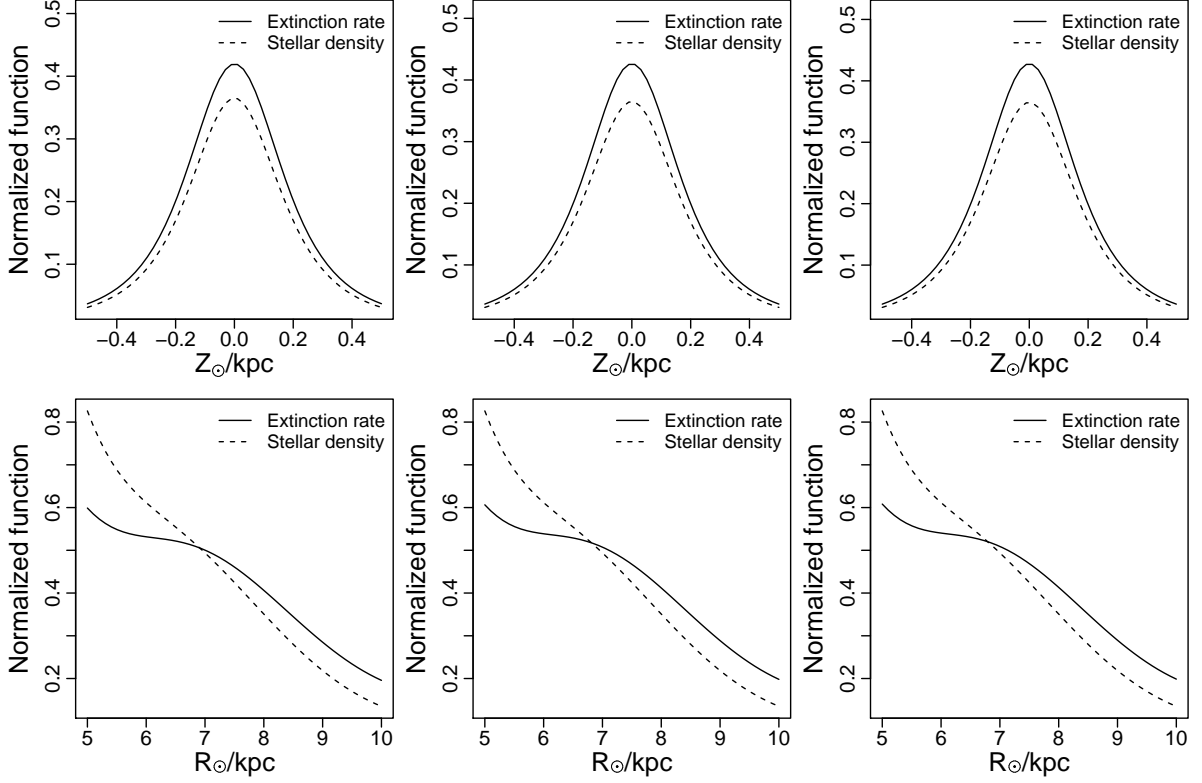 Normalized function
0.1 0.2 0.3 0.4 0.5
Extinction rate
Stellar density
−0.4 −0.2 0.0 0.2 0.4
Z⊙/kpc
Normalized function
0.1 0.2 0.3 0.4 0.5
Extinction rate
Stellar density
−0.4 −0.2 0.0 0.2 0.4
Z⊙/kpc
Normalized function
0.1 0.2 0.3 0.4 0.5
Extinction rate
Stellar density
−0.4 −0.2 0.0 0.2 0.4
Z⊙/kpc
Normalized function
0.2 0.4 0.6 0.8
Extinction rate
Stellar density
5 6 7 8 9 10
R⊙/kpc
Normalized function
0.2 0.4 0.6 0.8
Extinction rate
Stellar density
5 6 7 8 9 10
R⊙/kpc
Normalized function
0.2 0.4 0.6 0.8
Extinction rate
Stellar density
5 6 7 8 9 10
R⊙/kpc